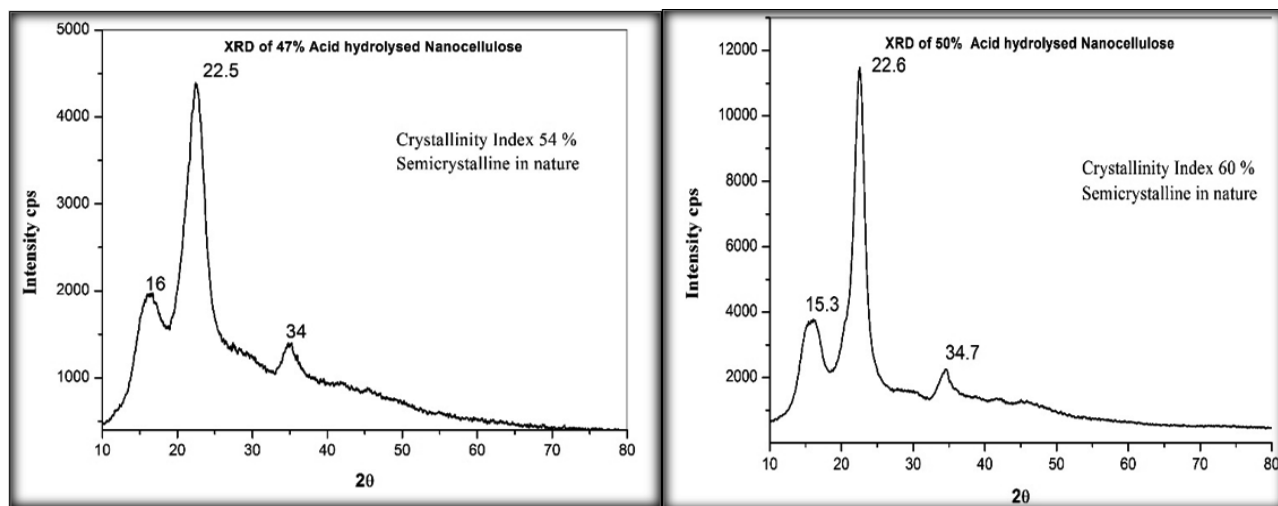 XRD of 47% Acid hydrolysed Nanocellulose
22.5
Crystallinity Index 54 %
Semicrystalline in nature
16
34
5000
4000
3000
2000
1000
Intensity cps
10 20 30 40 50 60 70 80
2θ
XRD of 50% Acid hydrolysed Nanocellulose
22.6
Crystallinity Index 60 %
Semicrystalline in nature
15.3
34.7
12000
10000
8000
6000
4000
2000
Intensity cps
10 20 30 40 50 60 70 80
2θ